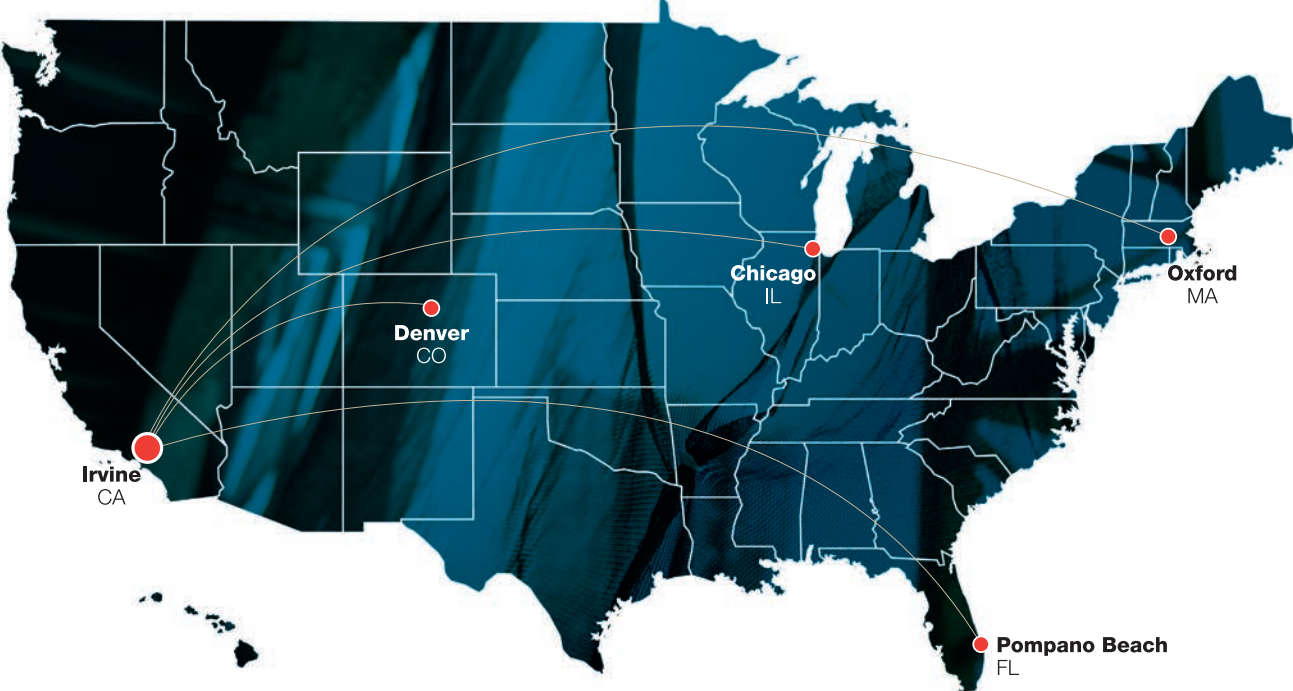 Chicago
IL
Oxford
MA
Denver
CO
Irvine
CA
Pompano Beach
FL